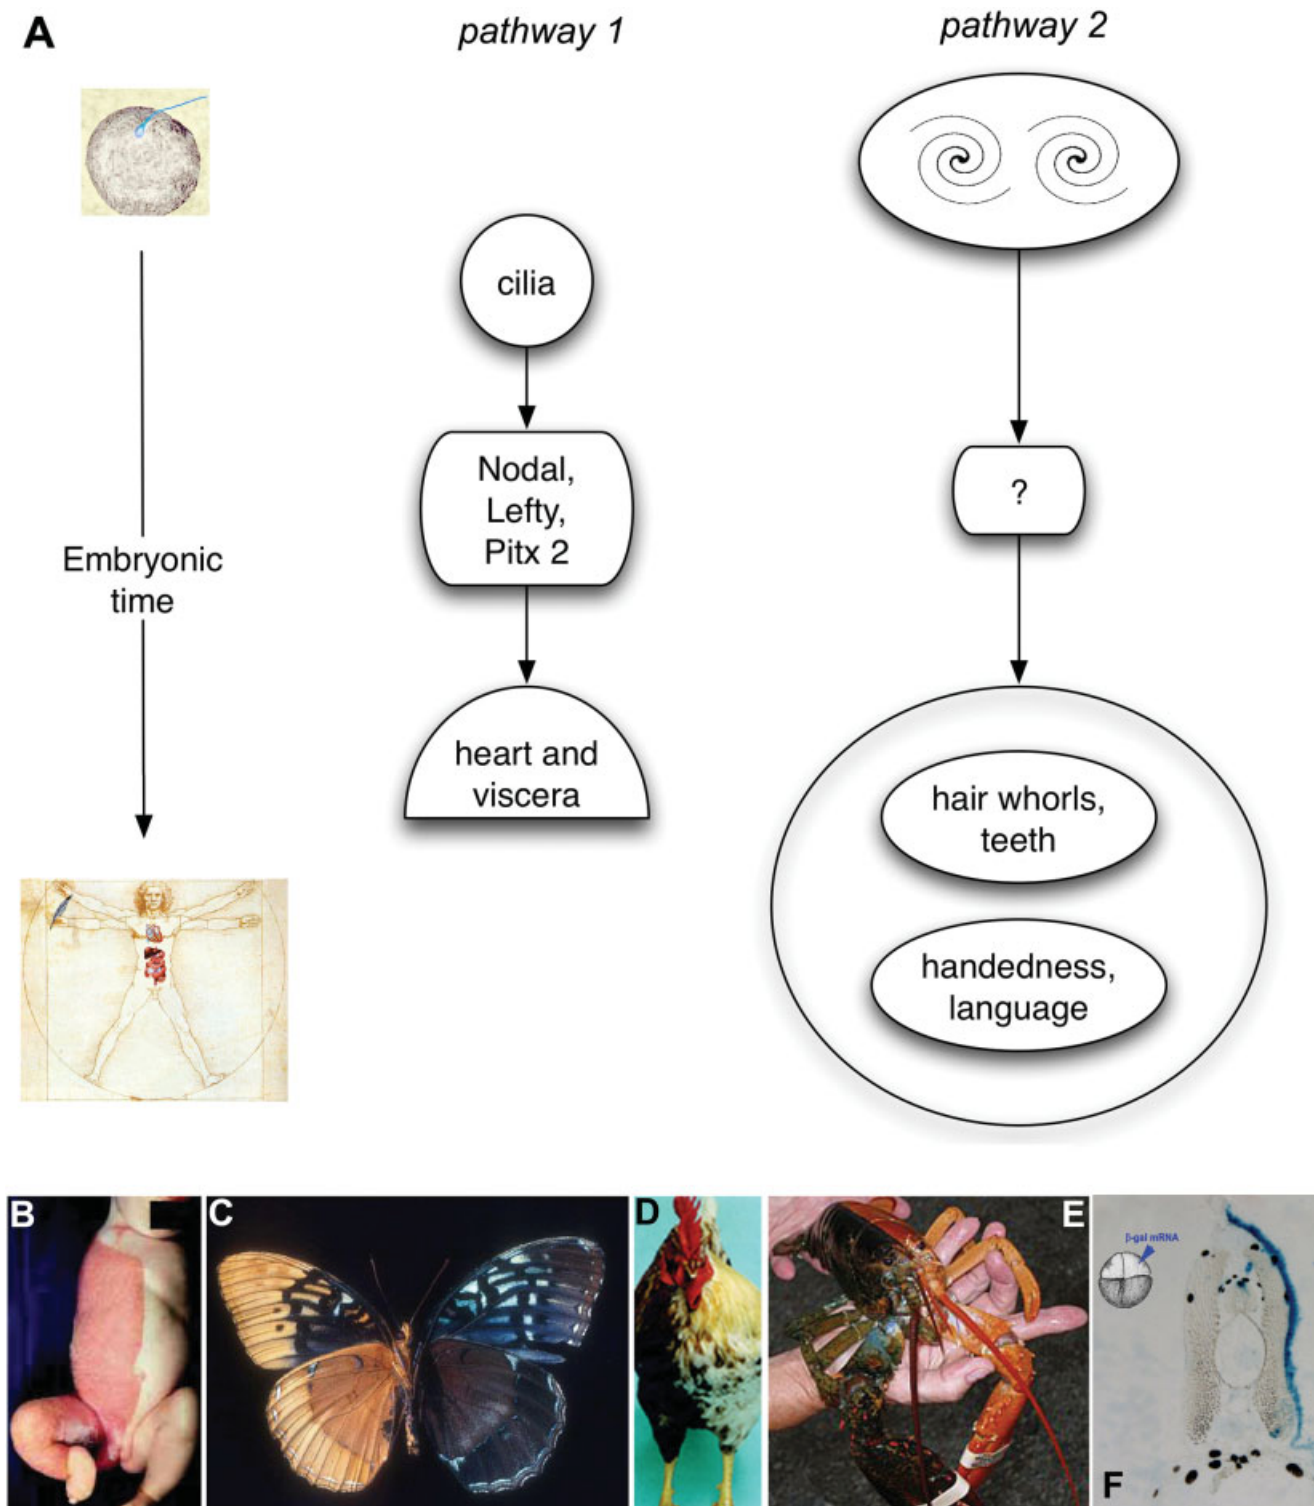 A
pathway 1
pathway 2
cilia
Nodal,
Lefty,
Pitx 2
?
Embryonic
time
heart and
viscera
hair whorls,
teeth
handedness,
language
B
C
D
E
β-gal mRNA
F